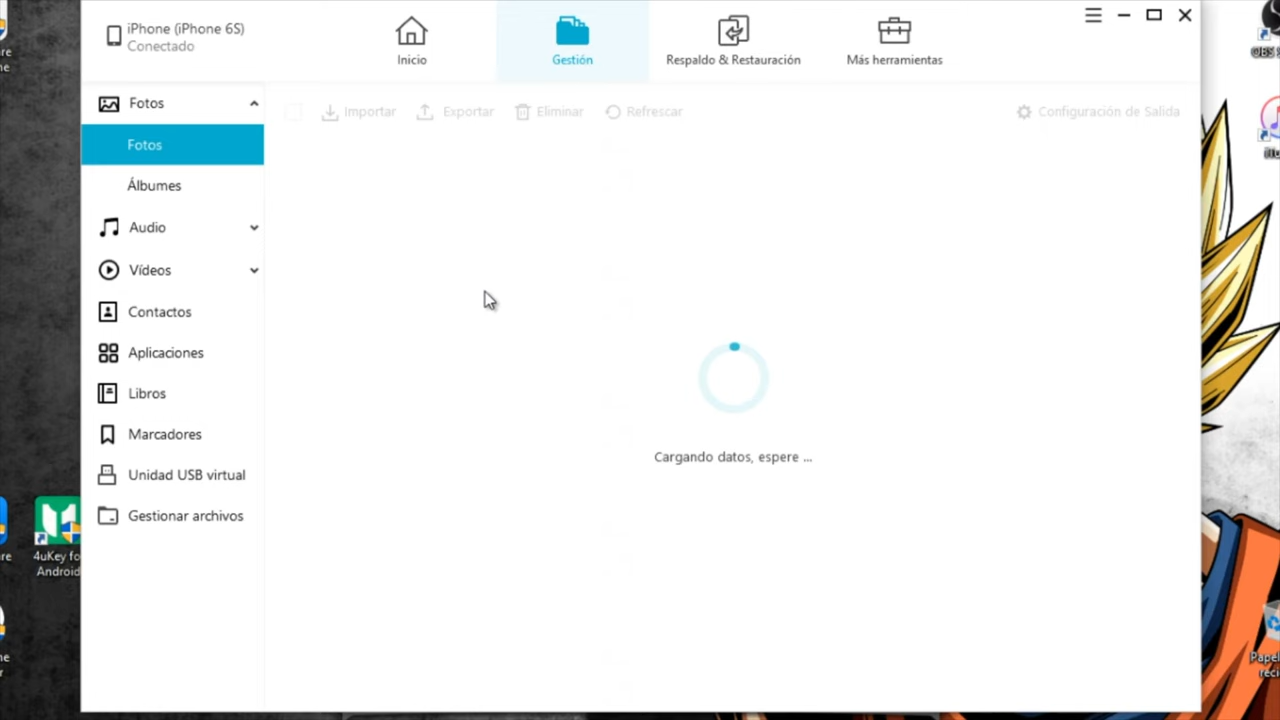 iPhone (iPhone 6S)
Conectado
Inicio
Gestión
Respaldo & Restauración
Más herramientas
Fotos
Fotos
Álbumes
Audio
Vídeos
Contactos
Aplicaciones
Libros
Marcadores
Unidad USB virtual
Gestionar archivos
Importar
Exportar
Eliminar
Refrescar
Configuración de Salida
Cargando datos, espere ...
4uKey fo
Android